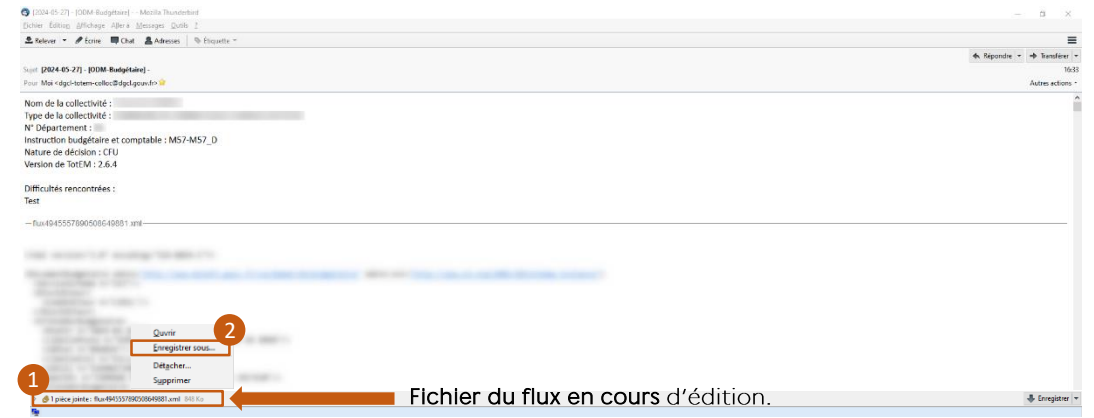 [2024-05-27] - [ODM-Budgétaire] - - Mozilla Thunderbird
Fichier Édition Affichage Aller à Messages Outils ?
Relever Écrire Chat Adresses Étiquette
Répondre Transférer
Sujet [2024-05-27] - [ODM-Budgétaire] -
16:33
Pour Moi <dgcl-totem-colloc@dgcl.gouv.fr>
Autres actions
Nom de la collectivité :
Type de la collectivité :
N° Département :
Instruction budgétaire et comptable : M57-M57_D
Nature de décision : CFU
Version de TotEM : 2.6.4
Difficultés rencontrées :
Test
flux4945557890508649881.xml
Ouvrir
2
Enregistrer sous...
Détacher...
Supprimer
1
1 pièce jointe : flux4945557890508649881.xml 848 Ko
Fichier du flux en cours d'édition.
Enregistrer